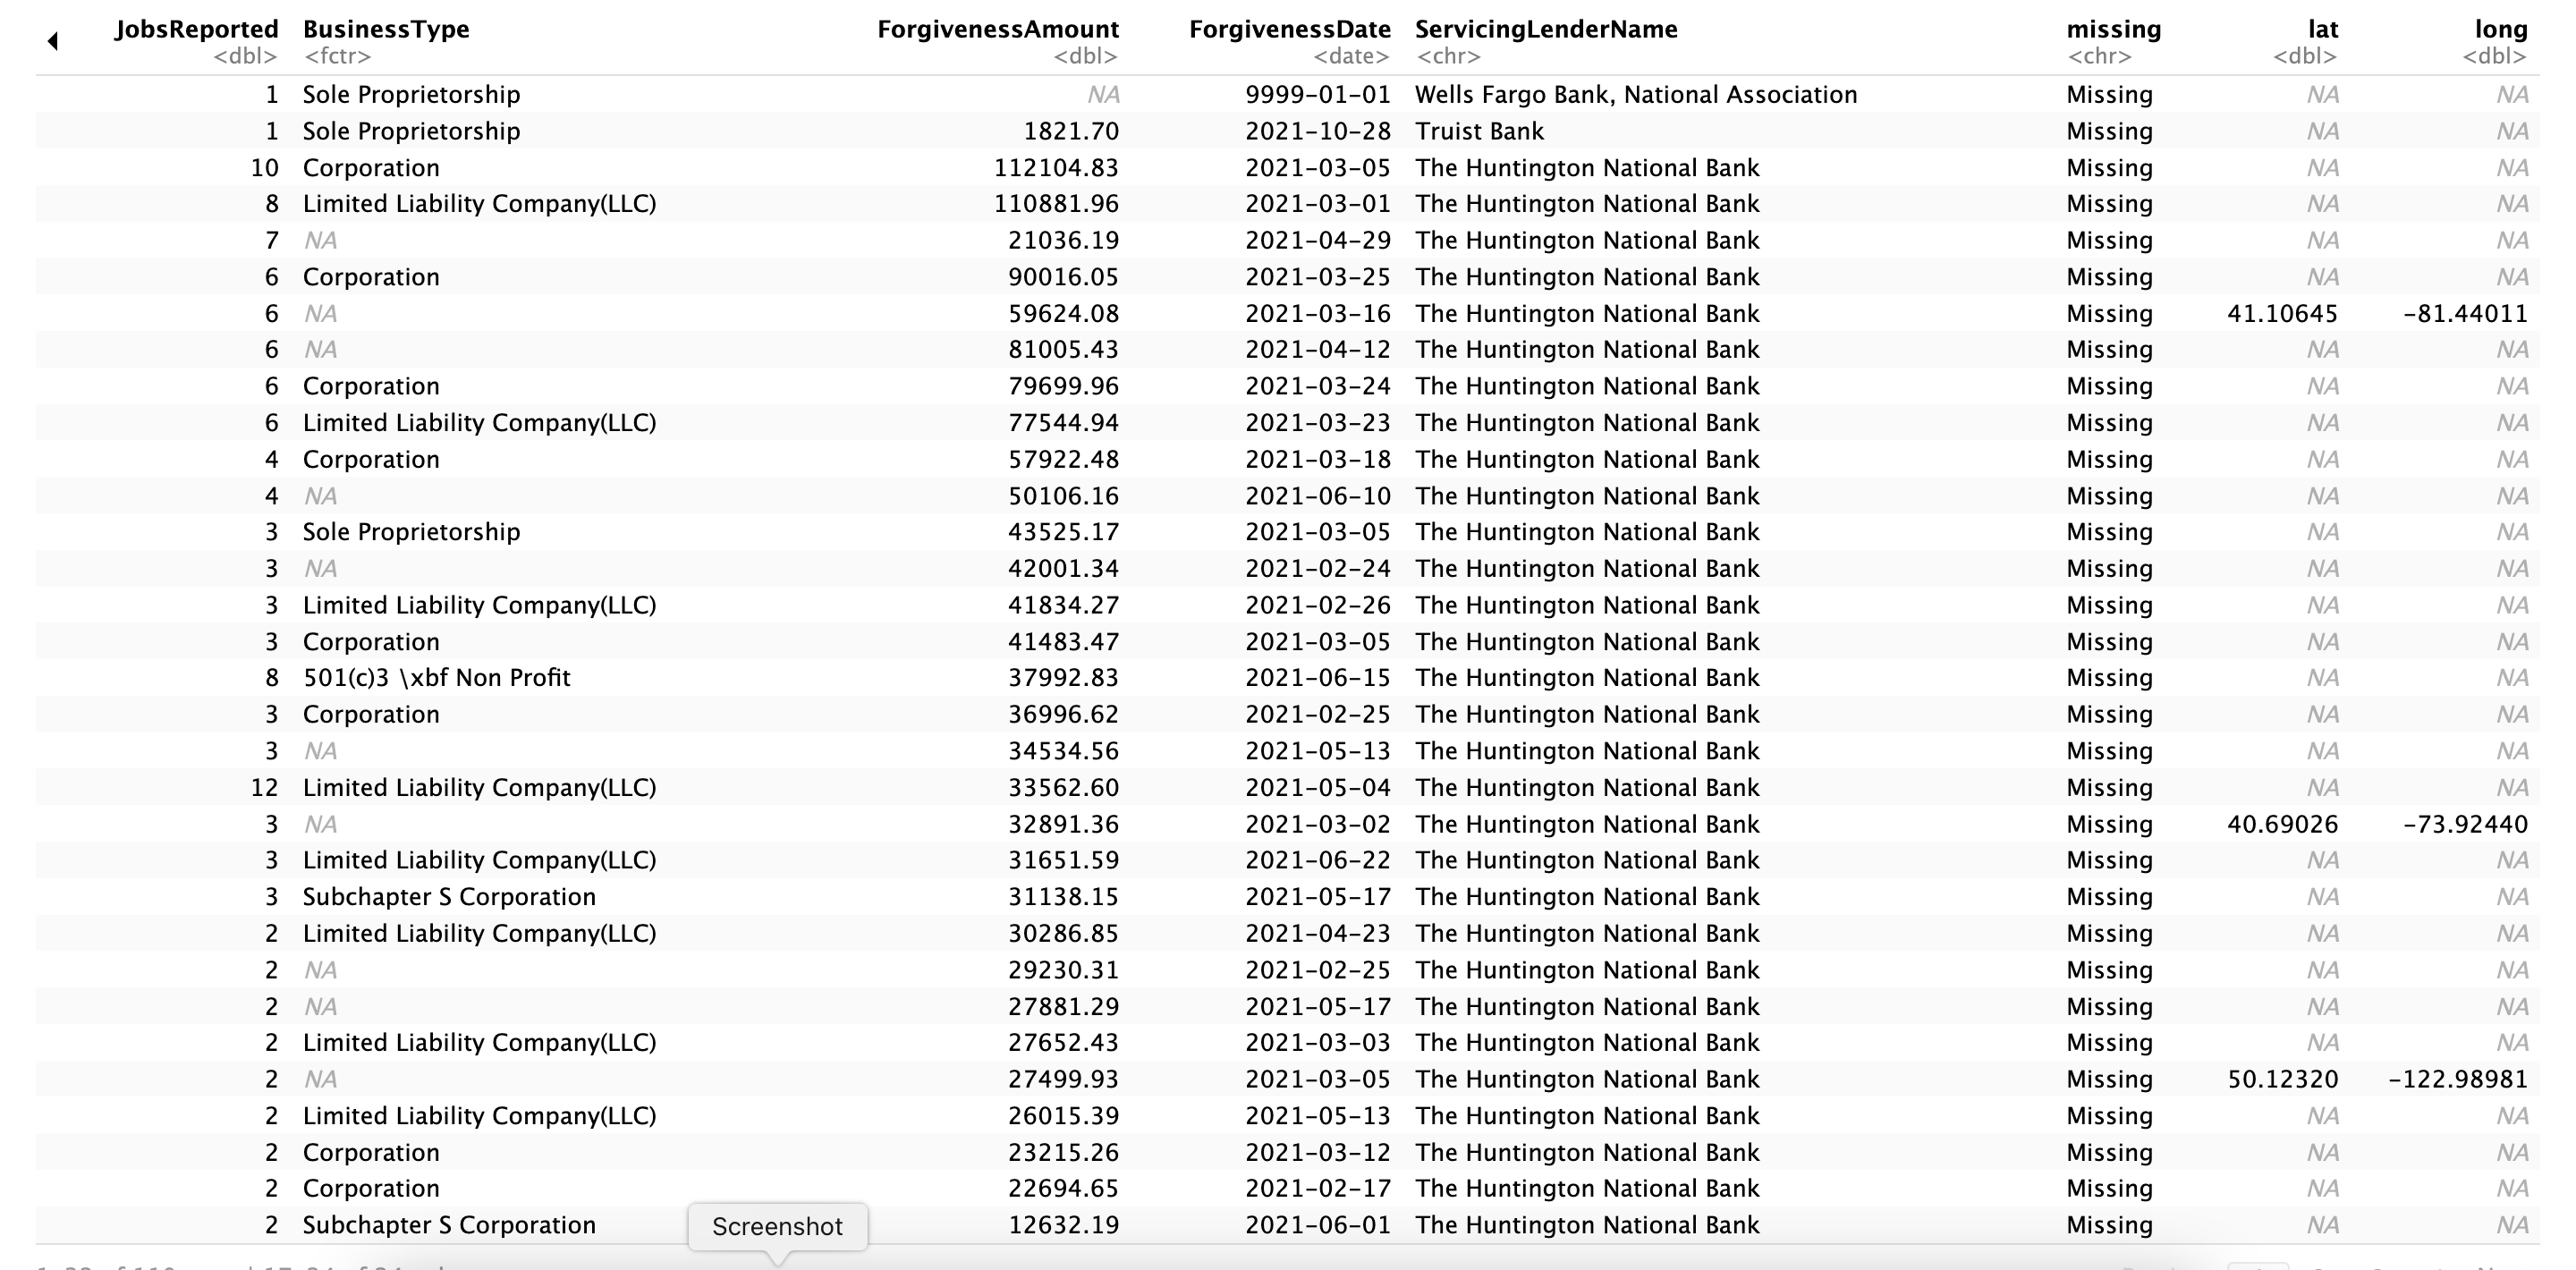 JobsReported BusinessType ForgivenessAmount ForgivenessDate ServicingLenderName missing lat long
<dbl> <fctr> <dbl> <date> <chr> <chr> <dbl> <dbl>
1 Sole Proprietorship NA 9999-01-01 Wells Fargo Bank, National Association Missing NA NA
1 Sole Proprietorship 1821.70 2021-10-28 Truist Bank Missing NA NA
10 Corporation 112104.83 2021-03-05 The Huntington National Bank Missing NA NA
8 Limited Liability Company(LLC) 110881.96 2021-03-01 The Huntington National Bank Missing NA NA
7 NA 21036.19 2021-04-29 The Huntington National Bank Missing NA NA
6 Corporation 90016.05 2021-03-25 The Huntington National Bank Missing NA NA
6 NA 59624.08 2021-03-16 The Huntington National Bank Missing 41.10645 -81.44011
6 NA 81005.43 2021-04-12 The Huntington National Bank Missing NA NA
6 Corporation 79699.96 2021-03-24 The Huntington National Bank Missing NA NA
6 Limited Liability Company(LLC) 77544.94 2021-03-23 The Huntington National Bank Missing NA NA
4 Corporation 57922.48 2021-03-18 The Huntington National Bank Missing NA NA
4 NA 50106.16 2021-06-10 The Huntington National Bank Missing NA NA
3 Sole Proprietorship 43525.17 2021-03-05 The Huntington National Bank Missing NA NA
3 NA 42001.34 2021-02-24 The Huntington National Bank Missing NA NA
3 Limited Liability Company(LLC) 41834.27 2021-02-26 The Huntington National Bank Missing NA NA
3 Corporation 41483.47 2021-03-05 The Huntington National Bank Missing NA NA
8 501(c)3 \xbf Non Profit 37992.83 2021-06-15 The Huntington National Bank Missing NA NA
3 Corporation 36996.62 2021-02-25 The Huntington National Bank Missing NA NA
3 NA 34534.56 2021-05-13 The Huntington National Bank Missing NA NA
12 Limited Liability Company(LLC) 33562.60 2021-05-04 The Huntington National Bank Missing NA NA
3 NA 32891.36 2021-03-02 The Huntington National Bank Missing 40.69026 -73.92440
3 Limited Liability Company(LLC) 31651.59 2021-06-22 The Huntington National Bank Missing NA NA
3 Subchapter S Corporation 31138.15 2021-05-17 The Huntington National Bank Missing NA NA
2 Limited Liability Company(LLC) 30286.85 2021-04-23 The Huntington National Bank Missing NA NA
2 NA 29230.31 2021-02-25 The Huntington National Bank Missing NA NA
2 NA 27881.29 2021-05-17 The Huntington National Bank Missing NA NA
2 Limited Liability Company(LLC) 27652.43 2021-03-03 The Huntington National Bank Missing NA NA
2 NA 27499.93 2021-03-05 The Huntington National Bank Missing 50.12320 -122.98981
2 Limited Liability Company(LLC) 26015.39 2021-05-13 The Huntington National Bank Missing NA NA
2 Corporation 23215.26 2021-03-12 The Huntington National Bank Missing NA NA
2 Corporation 22694.65 2021-02-17 The Huntington National Bank Missing NA NA
2 Subchapter S Corporation 12632.19 2021-06-01 The Huntington National Bank Missing NA NA
Screenshot